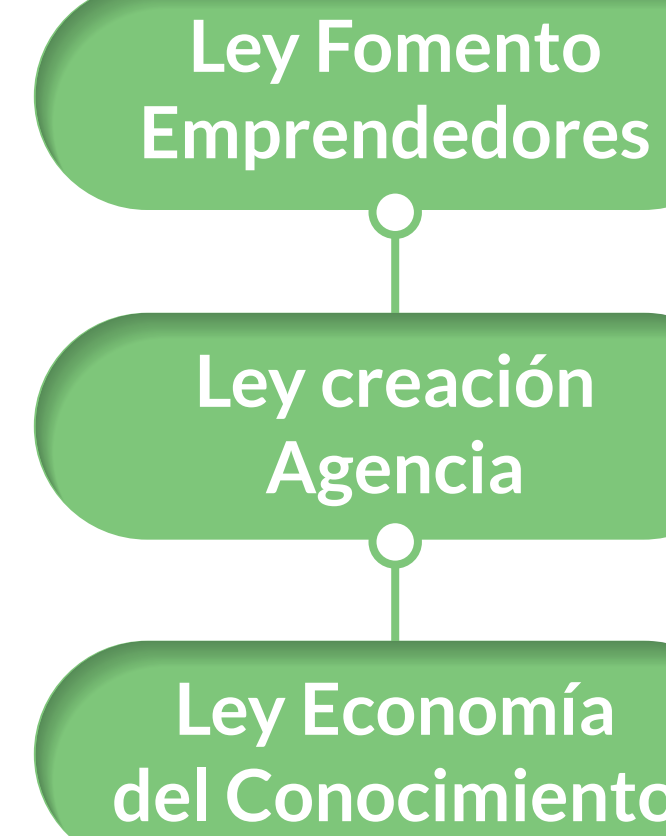 Ley Fomento
Emprendedores
Ley creación
Agencia
Ley Economía
del Conocimiento